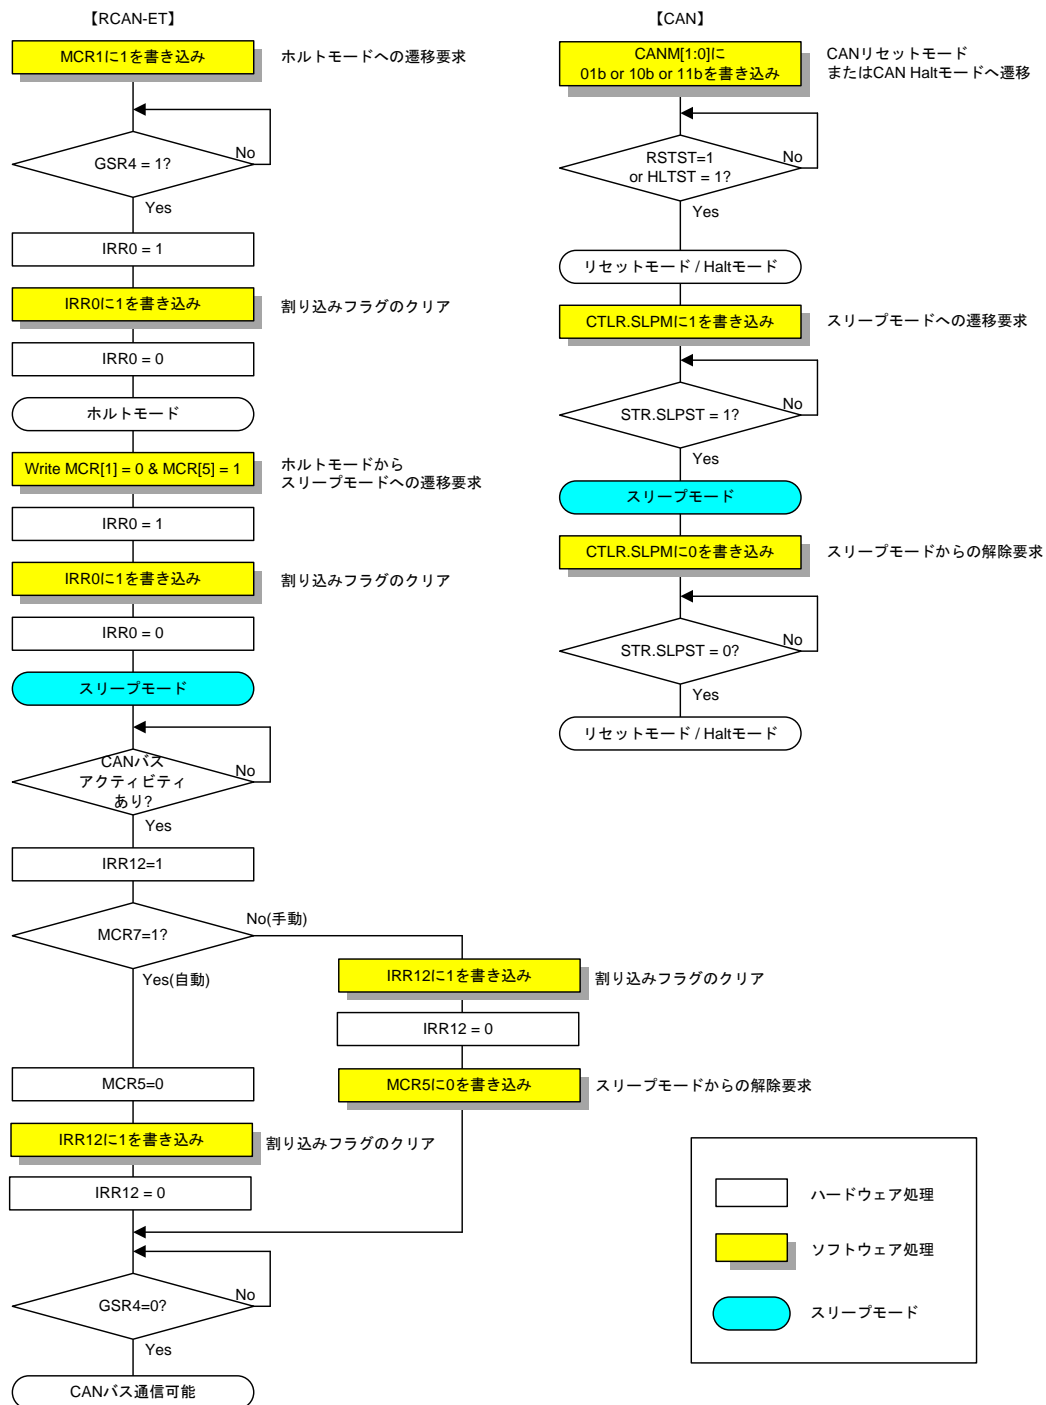 【RCAN-ET】
MCR1に1を書き込み
ホルトモードへの遷移要求
GSR4 = 1?
No
Yes
IRR0 = 1
IRR0に1を書き込み
割り込みフラグのクリア
IRR0 = 0
ホルトモード
Write MCR[1] = 0 & MCR[5] = 1
ホルトモードから
スリープモードへの遷移要求
IRR0 = 1
IRR0に1を書き込み
割り込みフラグのクリア
IRR0 = 0
スリープモード
CANバス
アクティビティ
あり?
No
Yes
IRR12=1
MCR7=1?
No(手動)
Yes(自動)
IRR12に1を書き込み
割り込みフラグのクリア
IRR12 = 0
MCR5に0を書き込み
スリープモードからの解除要求
MCR5=0
IRR12に1を書き込み
割り込みフラグのクリア
IRR12 = 0
GSR4=0?
No
Yes
CANバス通信可能
【CAN】
CANM[1:0]に
01b or 10b or 11bを書き込み
CANリセットモード
またはCAN Haltモードへ遷移
RSTST=1
or HLTST = 1?
No
Yes
リセットモード / Haltモード
CTLR.SLPMに1を書き込み
スリープモードへの遷移要求
STR.SLPST = 1?
No
Yes
スリープモード
CTLR.SLPMに0を書き込み
スリープモードからの解除要求
STR.SLPST = 0?
No
Yes
リセットモード / Haltモード
ハードウェア処理
ソフトウェア処理
スリープモード